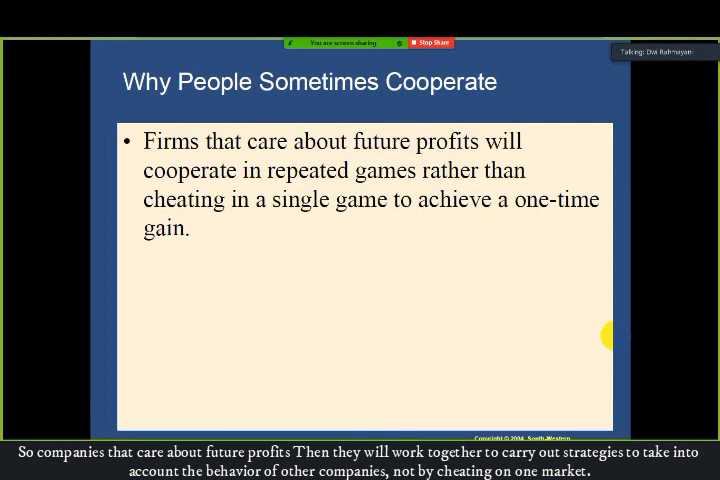 You are screen sharing
Stop Share
Talking: Dwi Rahmayani
Why People Sometimes Cooperate
• Firms that care about future profits will
cooperate in repeated games rather than
cheating in a single game to achieve a one-time
gain.
Copyright © 2004 South-Western
So companies that care about future profits Then they will work together to carry out strategies to take into
account the behavior of other companies, not by cheating on one market.